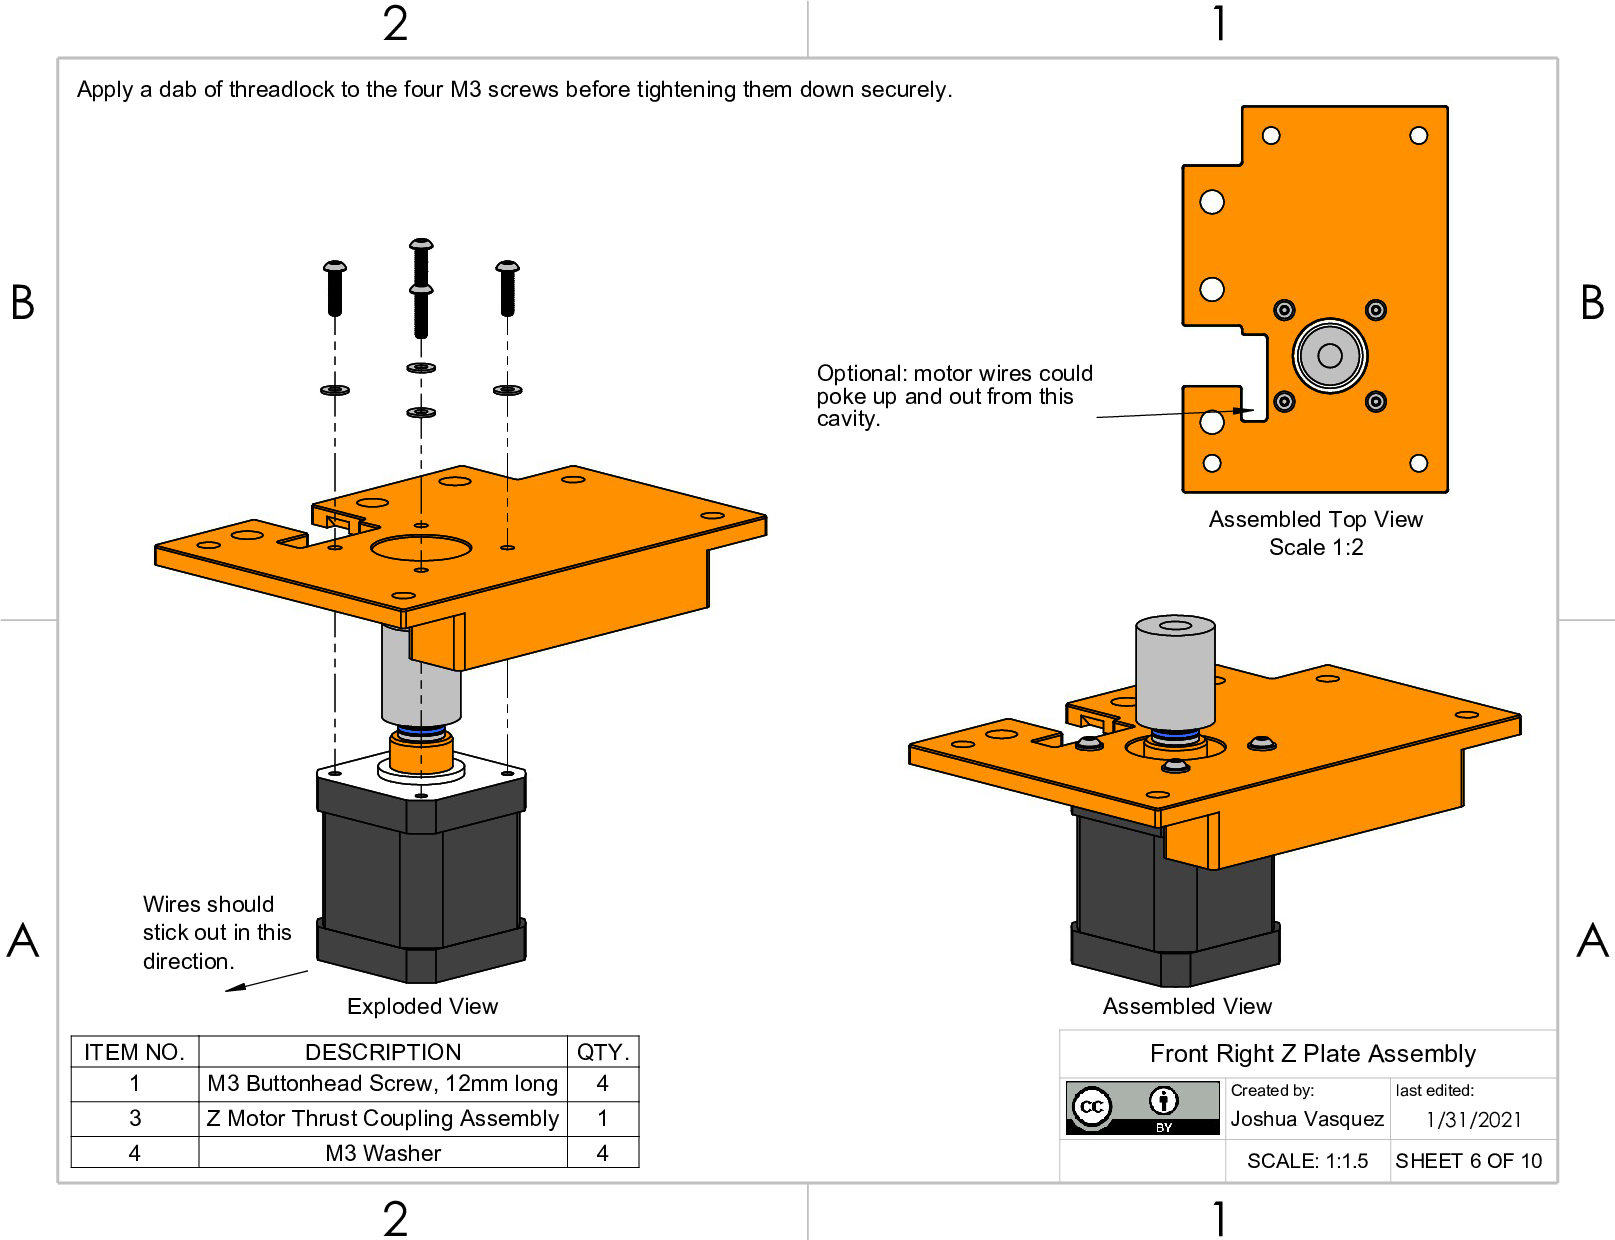 2
1
Apply a dab of threadlock to the four M3 screws before tightening them down securely.
B
B
Optional: motor wires could
poke up and out from this
cavity.
Assembled Top View
Scale 1:2
Wires should
stick out in this
direction.
A
A
Exploded View
Assembled View
ITEM NO. DESCRIPTION QTY.
1 M3 Buttonhead Screw, 12mm long 4
3 Z Motor Thrust Coupling Assembly 1
4 M3 Washer 4
Front Right Z Plate Assembly
cc
BY
Created by:
Joshua Vasquez
last edited:
1/31/2021
SCALE: 1:1.5
SHEET 6 OF 10
2
1